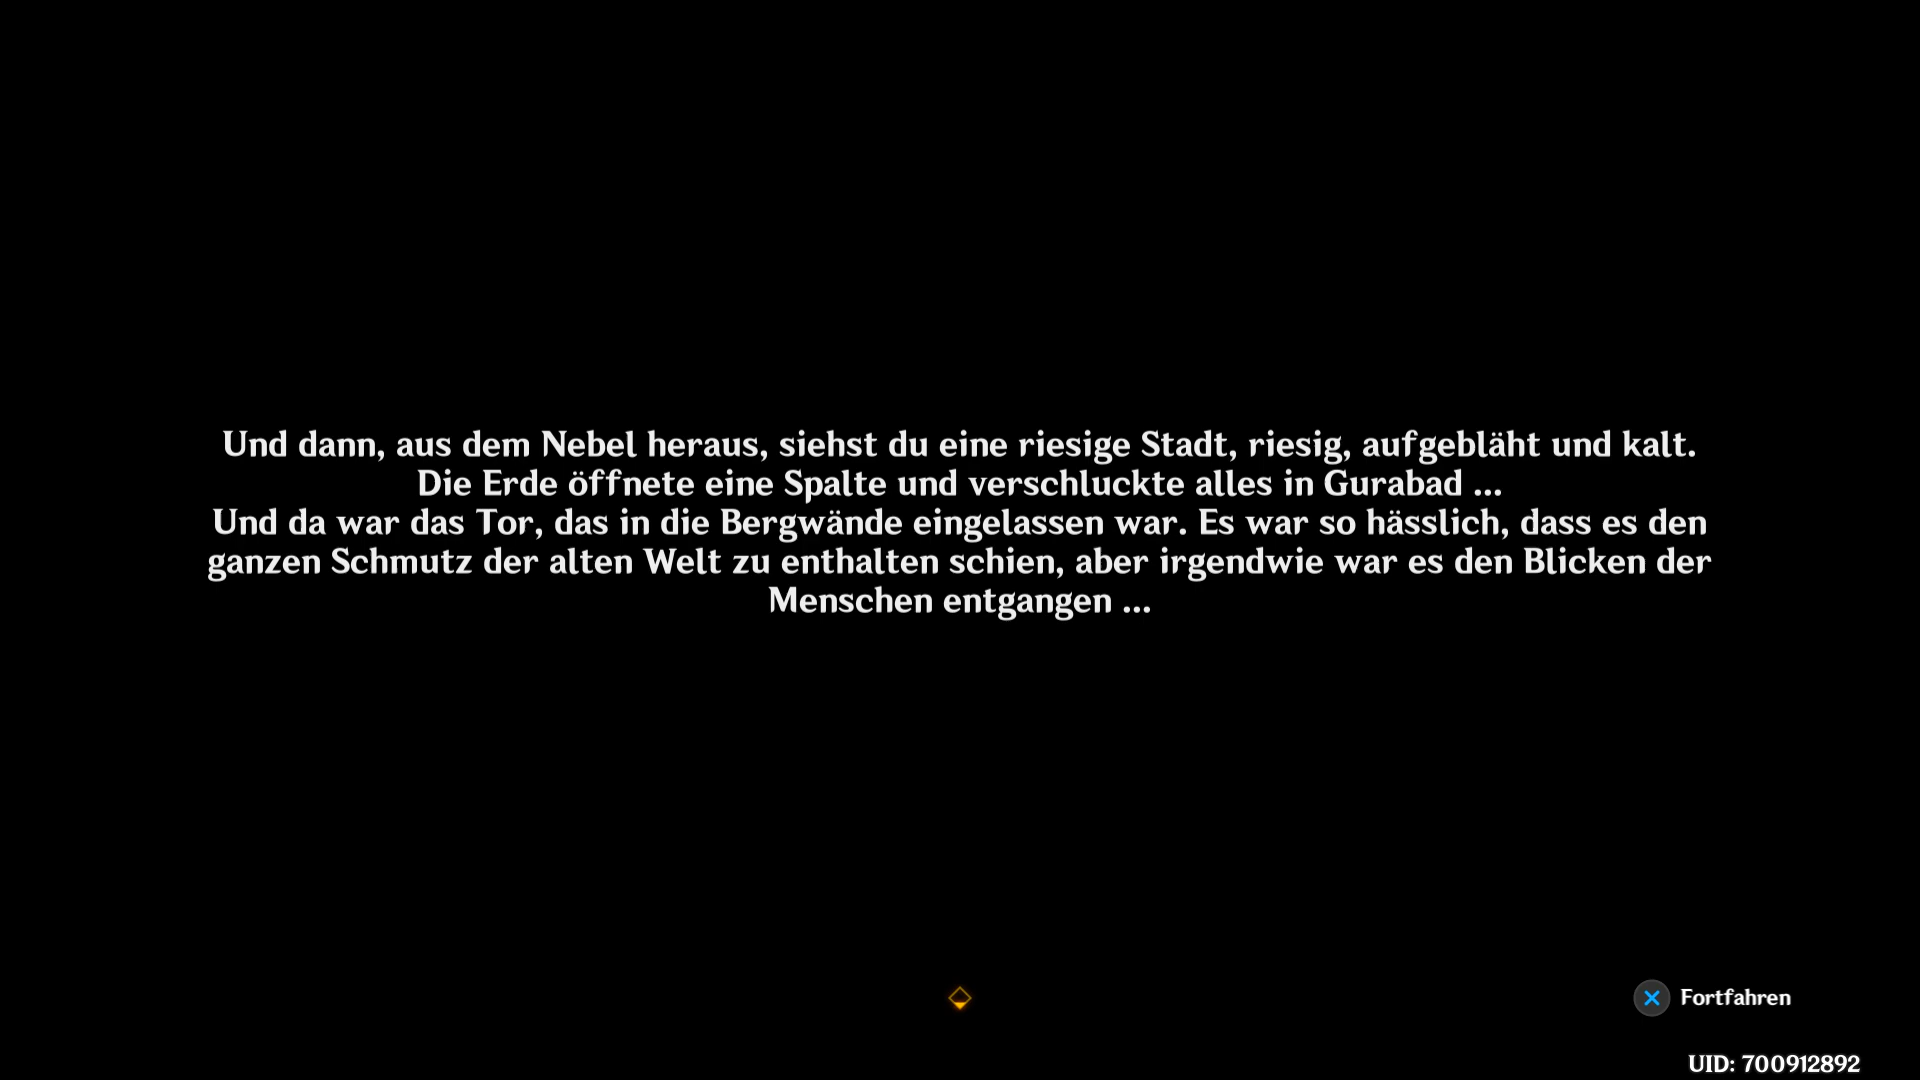 Und dann, aus dem Nebel heraus, siehst du eine riesige Stadt, riesig, aufgebläht und kalt.
Die Erde öffnete eine Spalte und verschluckte alles in Gurabad ...
Und da war das Tor, das in die Bergwände eingelassen war. Es war so hässlich, dass es den
ganzen Schmutz der alten Welt zu enthalten schien, aber irgendwie war es den Blicken der
Menschen entgangen ...
Fortfahren
UID: 700912892